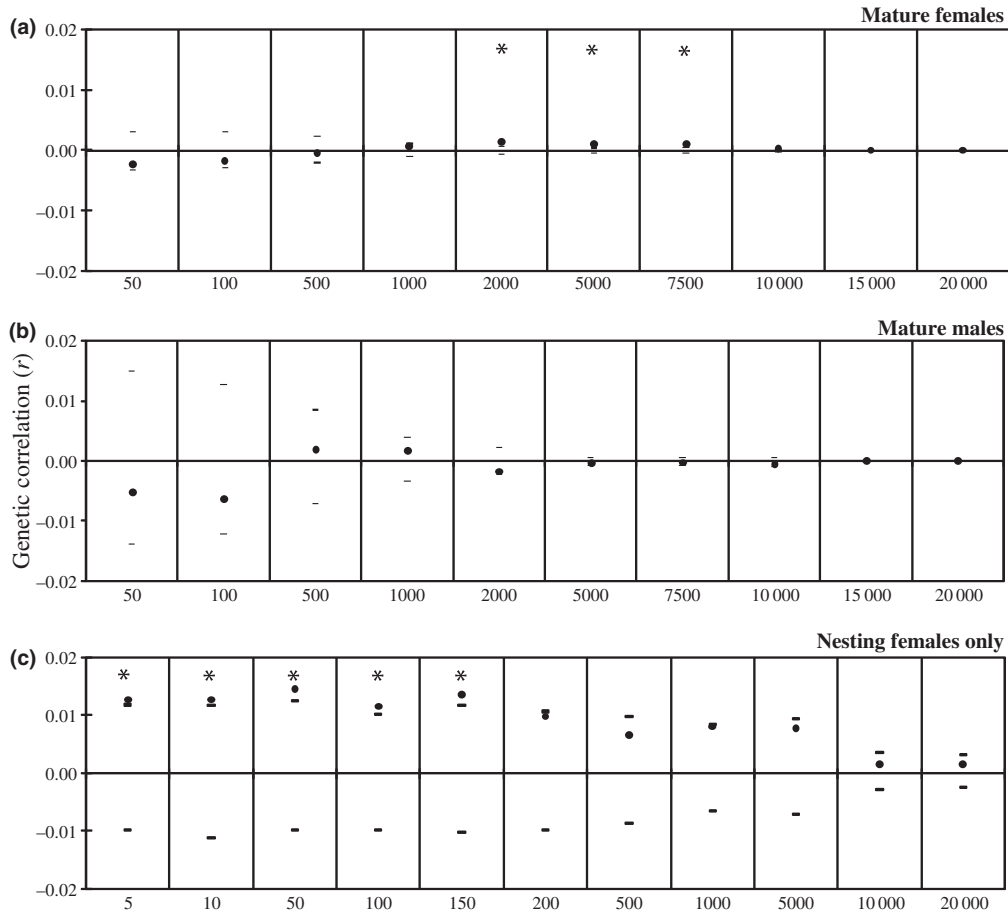 (a)
Mature females
0.02
0.01
0.00
–0.01
–0.02
* * *
50 100 500 1000 2000 5000 7500 10 000 15 000 20 000
(b)
Mature males
0.02
0.01
0.00
–0.01
–0.02
50 100 500 1000 2000 5000 7500 10 000 15 000 20 000
Genetic correlation (r)
(c)
Nesting females only
0.02
0.01
0.00
–0.01
–0.02
* * * * *
5 10 50 100 150 200 500 1000 5000 10 000 20 000